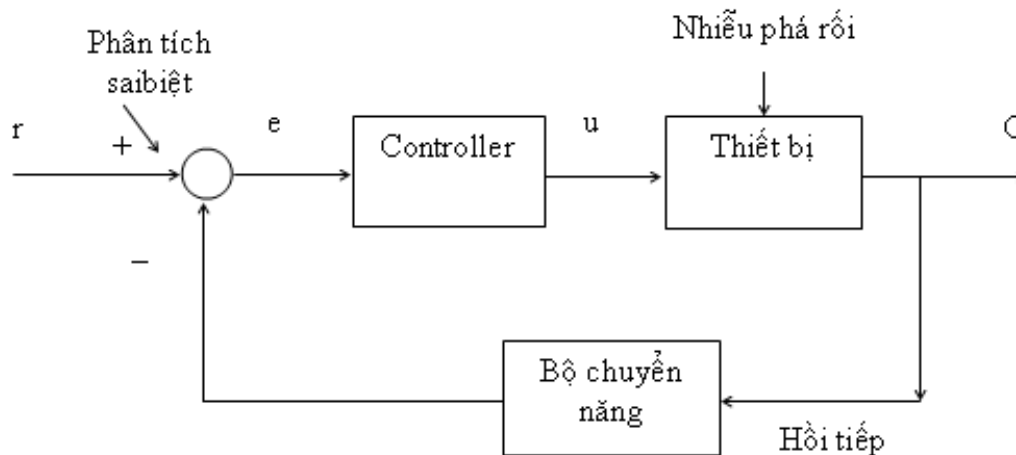 Nhiễu phá rối
Phân tích
saibiệt
r
+
e
Controller
u
Thiết bị
C
−
Bộ chuyển
năng
Hồi tiếp